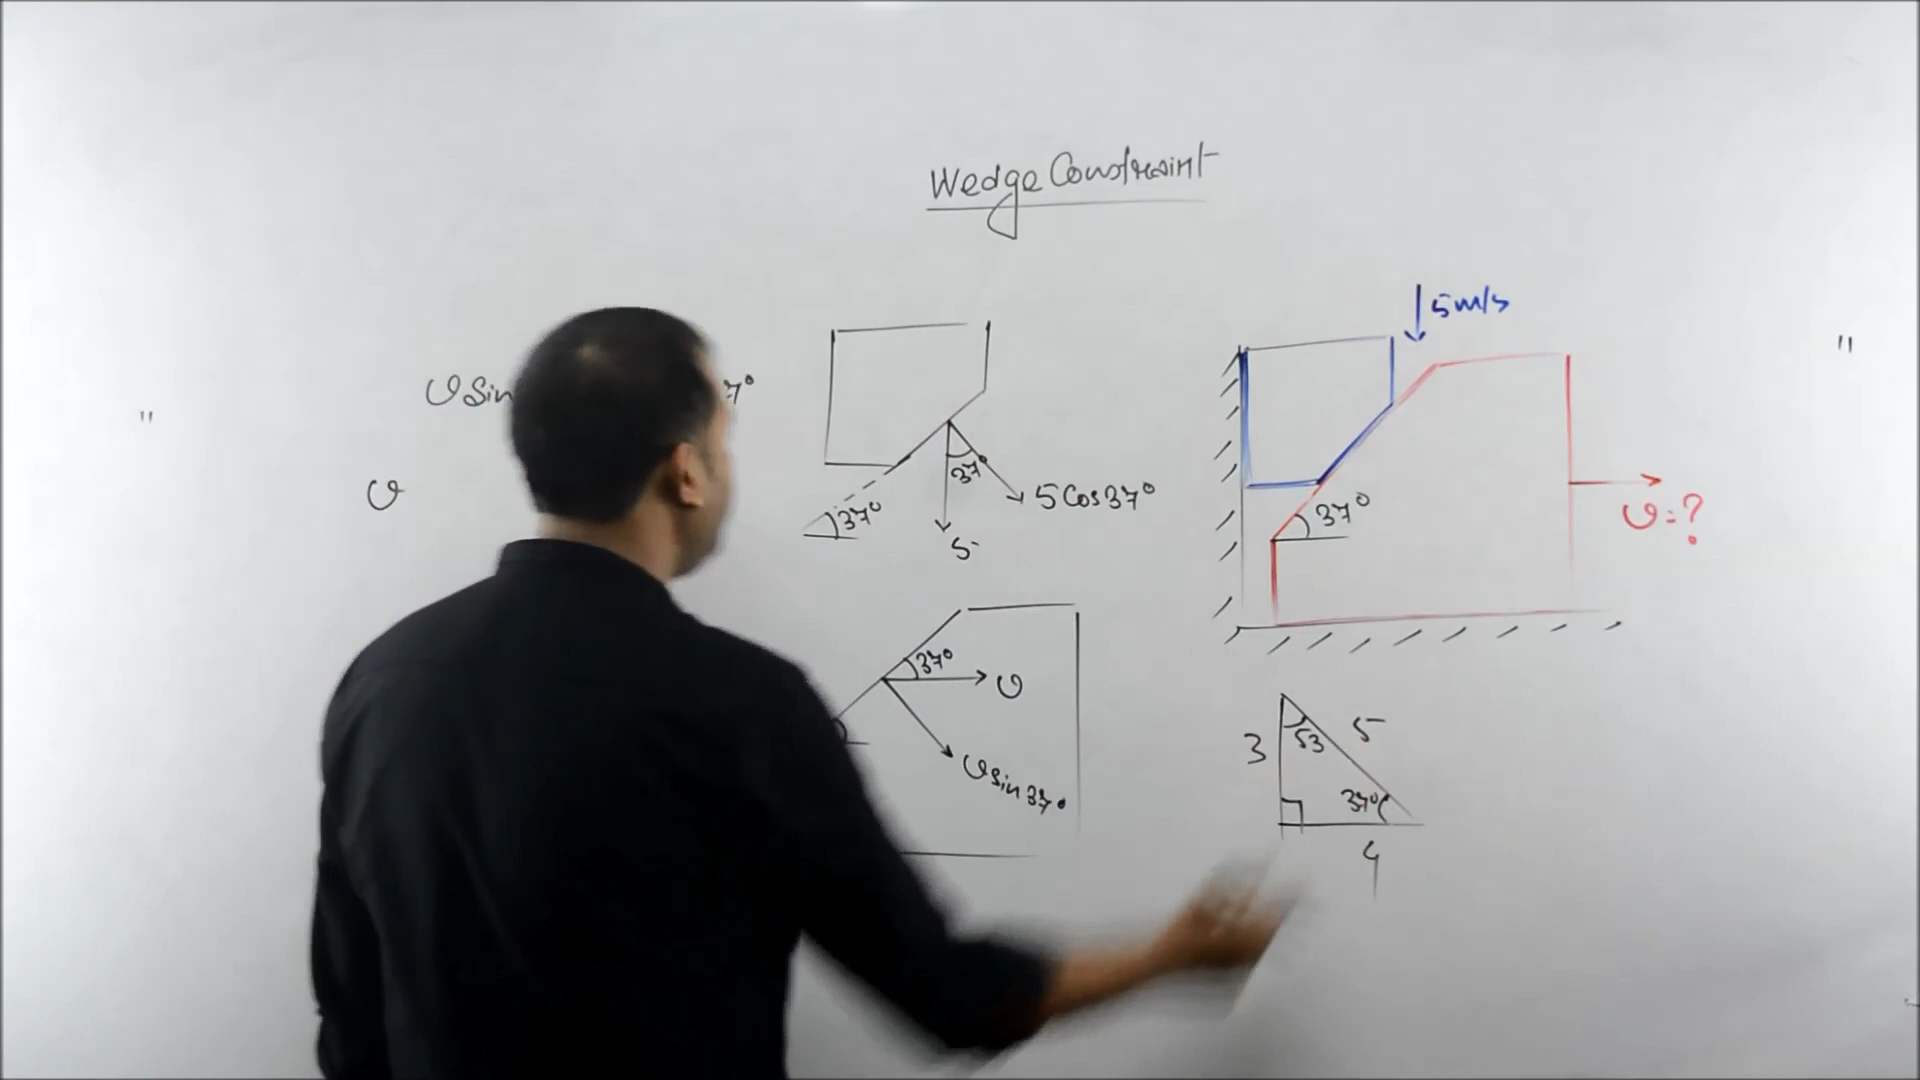 Wedge Constraint
5m/s
υ Sin
7°
37°
5 Cos 37°
37°
5
υ
37°
υ = ?
37°
υ
υ sin 37°
53
5
3
37°
4